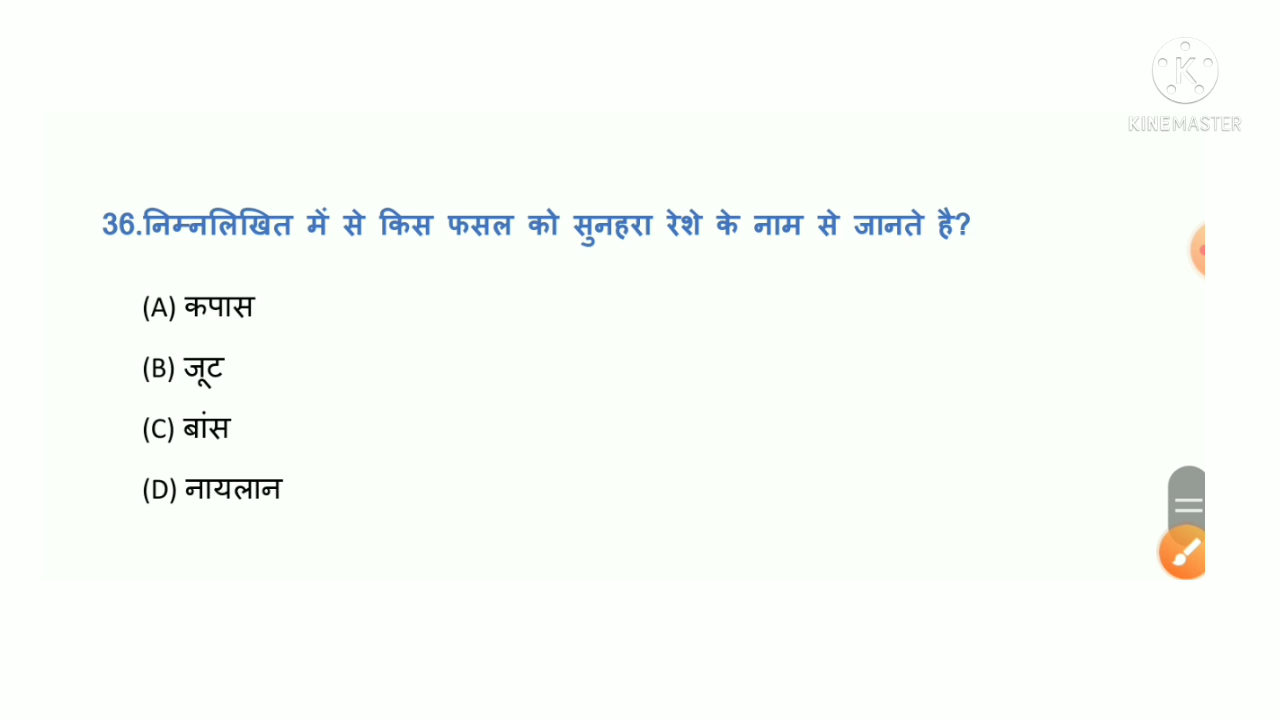 KINEMASTER
36.निम्नलिखित में से किस फसल को सुनहरा रेशे के नाम से जानते है?
(A) कपास
(B) जूट
(C) बांस
(D) नायलान